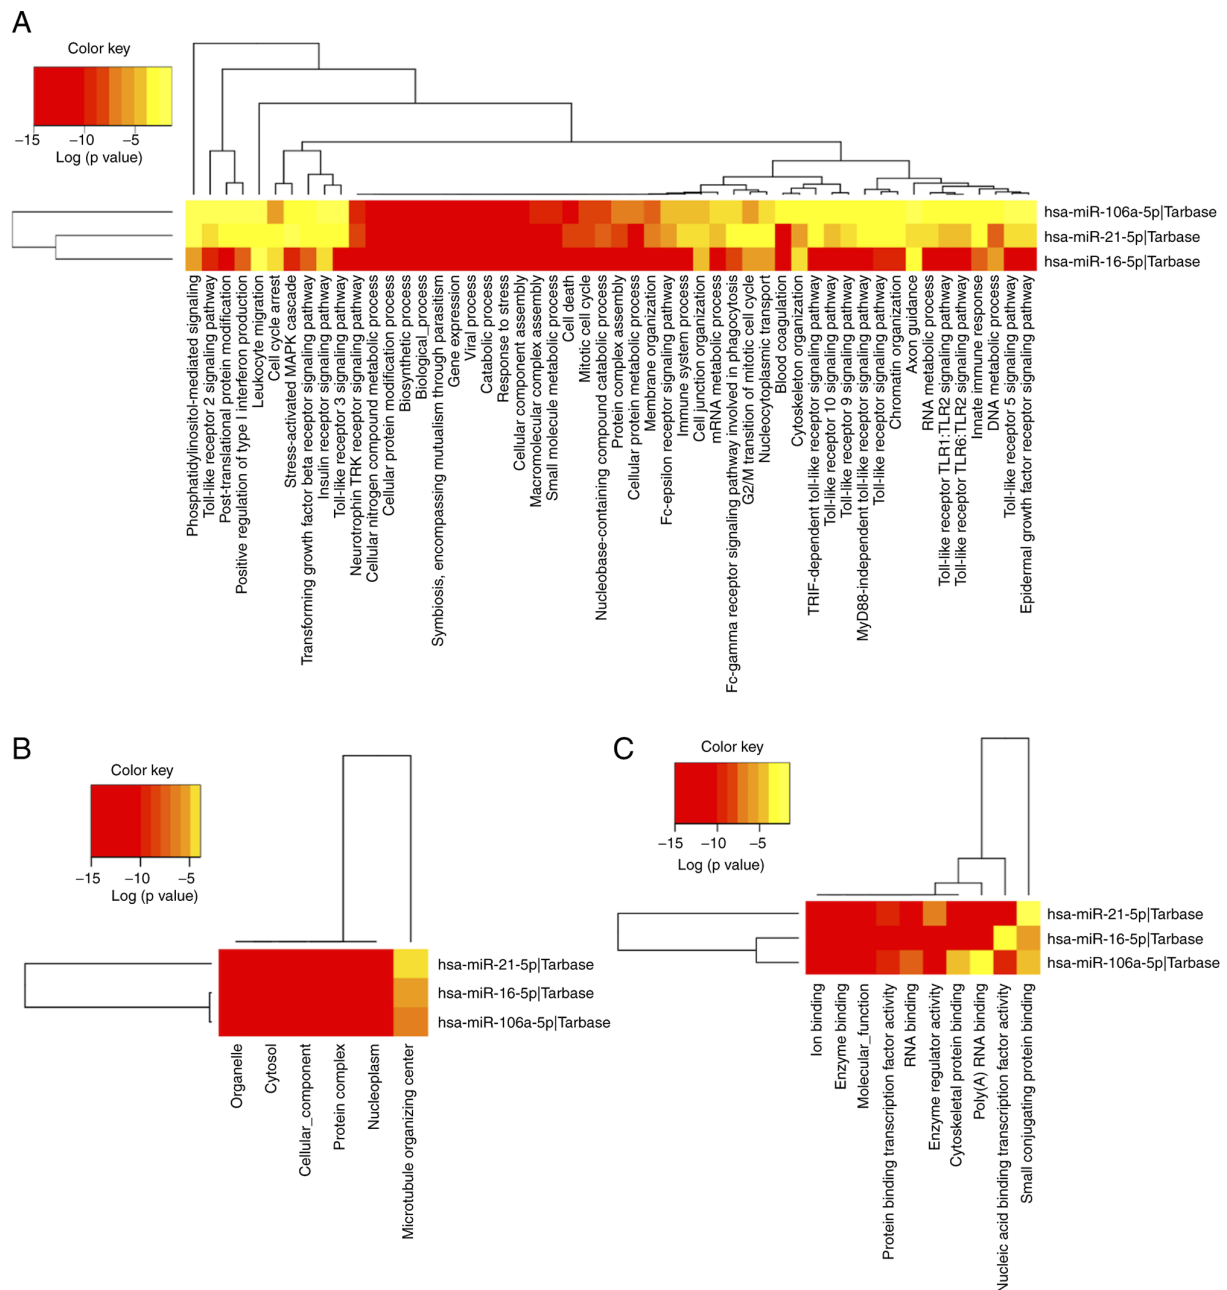 A
Color key
−15 −10 −5
Log (p value)
hsa-miR-106a-5p|Tarbase
hsa-miR-21-5p|Tarbase
hsa-miR-16-5p|Tarbase
Phosphatidylinositol-mediated signaling
Toll-like receptor 2 signaling pathway
Post-translational protein modification
Positive regulation of type I interferon production
Leukocyte migration
Cell cycle arrest
Stress-activated MAPK cascade
Transforming growth factor beta receptor signaling pathway
Insulin receptor signaling pathway
Toll-like receptor 3 signaling pathway
Neurotrophin TRK receptor signaling pathway
Cellular nitrogen compound metabolic process
Cellular protein modification process
Biosynthetic process
Biological_process
Symbiosis, encompassing mutualism through parasitism
Gene expression
Viral process
Catabolic process
Response to stress
Cellular component assembly
Macromolecular complex assembly
Small molecule metabolic process
Cell death
Mitotic cell cycle
Nucleobase-containing compound catabolic process
Protein complex assembly
Cellular protein metabolic process
Membrane organization
Fc-epsilon receptor signaling pathway
Immune system process
Cell junction organization
mRNA metabolic process
Fc-gamma receptor signaling pathway involved in phagocytosis
G2/M transition of mitotic cell cycle
Nucleocytoplasmic transport
Blood coagulation
Cytoskeleton organization
TRIF-dependent toll-like receptor signaling pathway
Toll-like receptor 10 signaling pathway
Toll-like receptor 9 signaling pathway
MyD88-independent toll-like receptor signaling pathway
Toll-like receptor signaling pathway
Chromatin organization
Axon guidance
RNA metabolic process
Toll-like receptor TLR1:TLR2 signaling pathway
Toll-like receptor TLR6:TLR2 signaling pathway
Innate immune response
DNA metabolic process
Toll-like receptor 5 signaling pathway
Epidermal growth factor receptor signaling pathway
B
Color key
−15 −10 −5
Log (p value)
hsa-miR-21-5p|Tarbase
hsa-miR-16-5p|Tarbase
hsa-miR-106a-5p|Tarbase
Organelle
Cytosol
Cellular_component
Protein complex
Nucleoplasm
Microtubule organizing center
C
Color key
−15 −10 −5
Log (p value)
hsa-miR-21-5p|Tarbase
hsa-miR-16-5p|Tarbase
hsa-miR-106a-5p|Tarbase
Ion binding
Enzyme binding
Molecular_function
Protein binding transcription factor activity
RNA binding
Enzyme regulator activity
Cytoskeletal protein binding
Poly(A) RNA binding
Nucleic acid binding transcription factor activity
Small conjugating protein binding